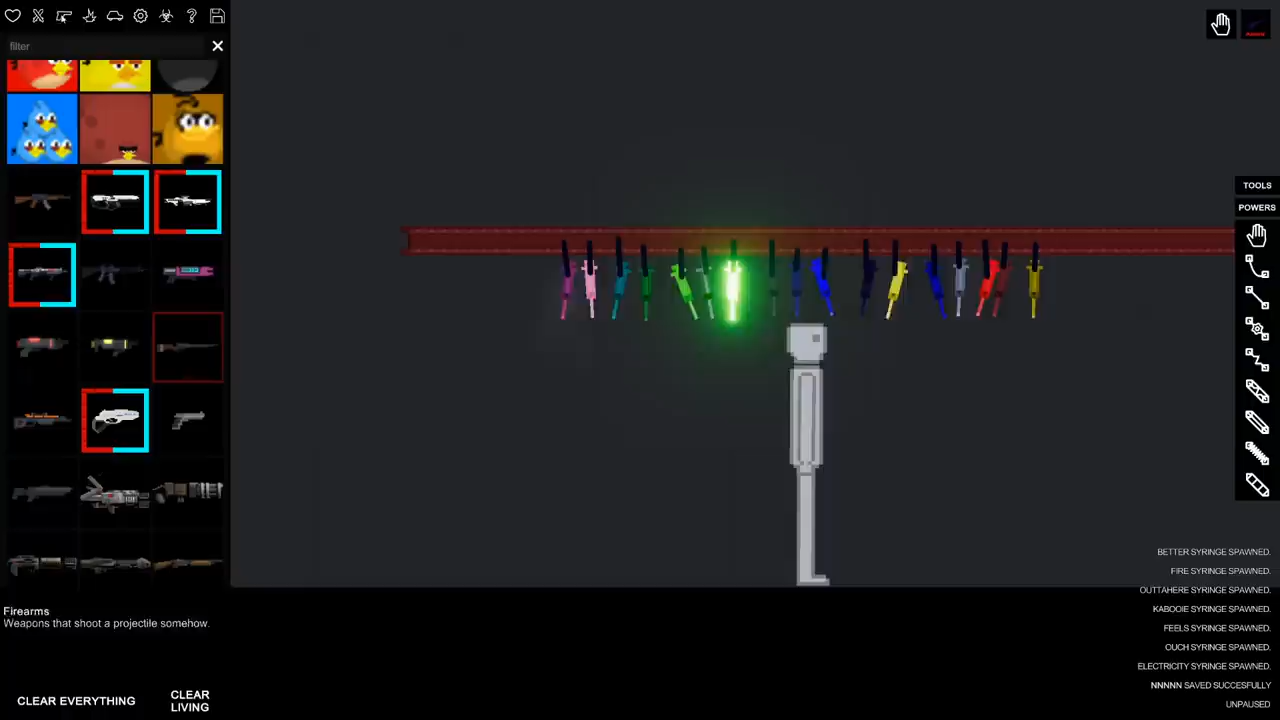 filter
TOOLS
POWERS
BETTER SYRINGE SPAWNED.
FIRE SYRINGE SPAWNED.
OUTTAHERE SYRINGE SPAWNED.
KABOOIE SYRINGE SPAWNED.
FEELS SYRINGE SPAWNED.
OUCH SYRINGE SPAWNED.
ELECTRICITY SYRINGE SPAWNED.
NNNNN SAVED SUCCESFULLY
UNPAUSED
Firearms
Weapons that shoot a projectile somehow.
CLEAR EVERYTHING
CLEAR
LIVING